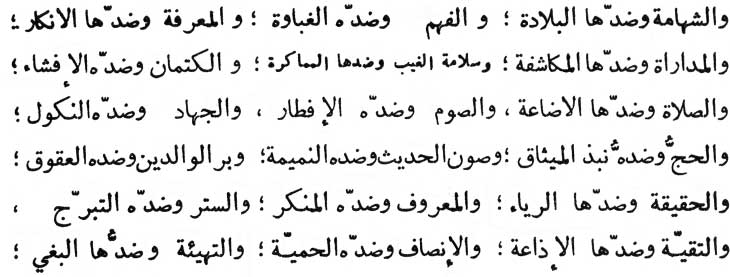 والشهامة وضدّها البلادة ؛ و الفهم وضدّه الغباوة ؛ و المعرفة وضدّها الانكار ؛
والمداراة وضدّها المكاشفة ؛ وسلامة الغيب وضدها المماكرة ؛ و الكتمان وضدّه الإفشاء ؛
والصلاة وضدّها الاضاعة ، والصوم وضدّه الإفطار ، والجهاد وضدّه النكول ؛
والحجّ وضدهُّ نبذ الميثاق ؛ وصون الحديث وضده النميمة ؛ وبر الوالدين وضده العقوق ؛
والحقيقة وضدّها الرياء ؛ والمعروف وضدّه المنكر ؛ والستر وضدّه التبرّج ،
والتقيّة وضدّها الإذاعة ؛ والإنصاف وضدّه الحميّة ؛ والتهيئة وضدُّها البغي ؛